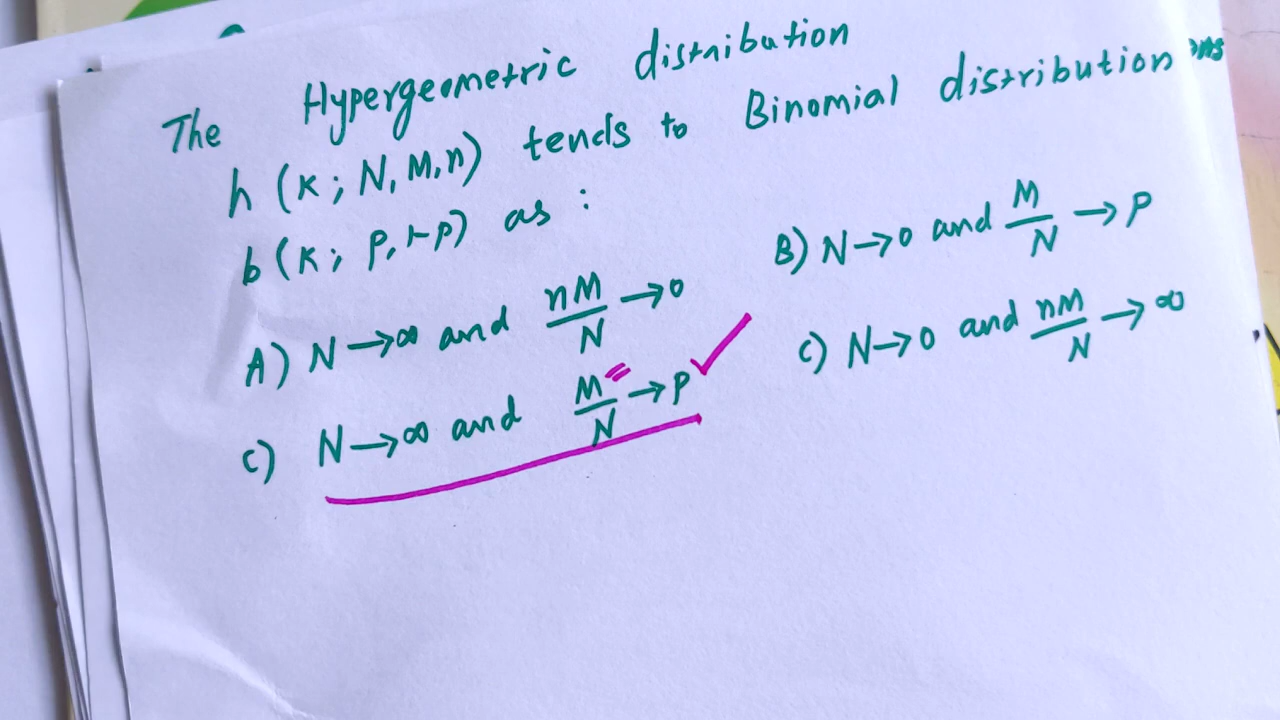 The Hypergeometric distribution
h (k; N, M, n) tends to Binomial distribution
b (k; p, 1-p) as :
A) N→∞ and nM/N →0
B) N→0 and M/N →P
C) N→∞ and M/N →P
C) N→0 and nM/N →∞